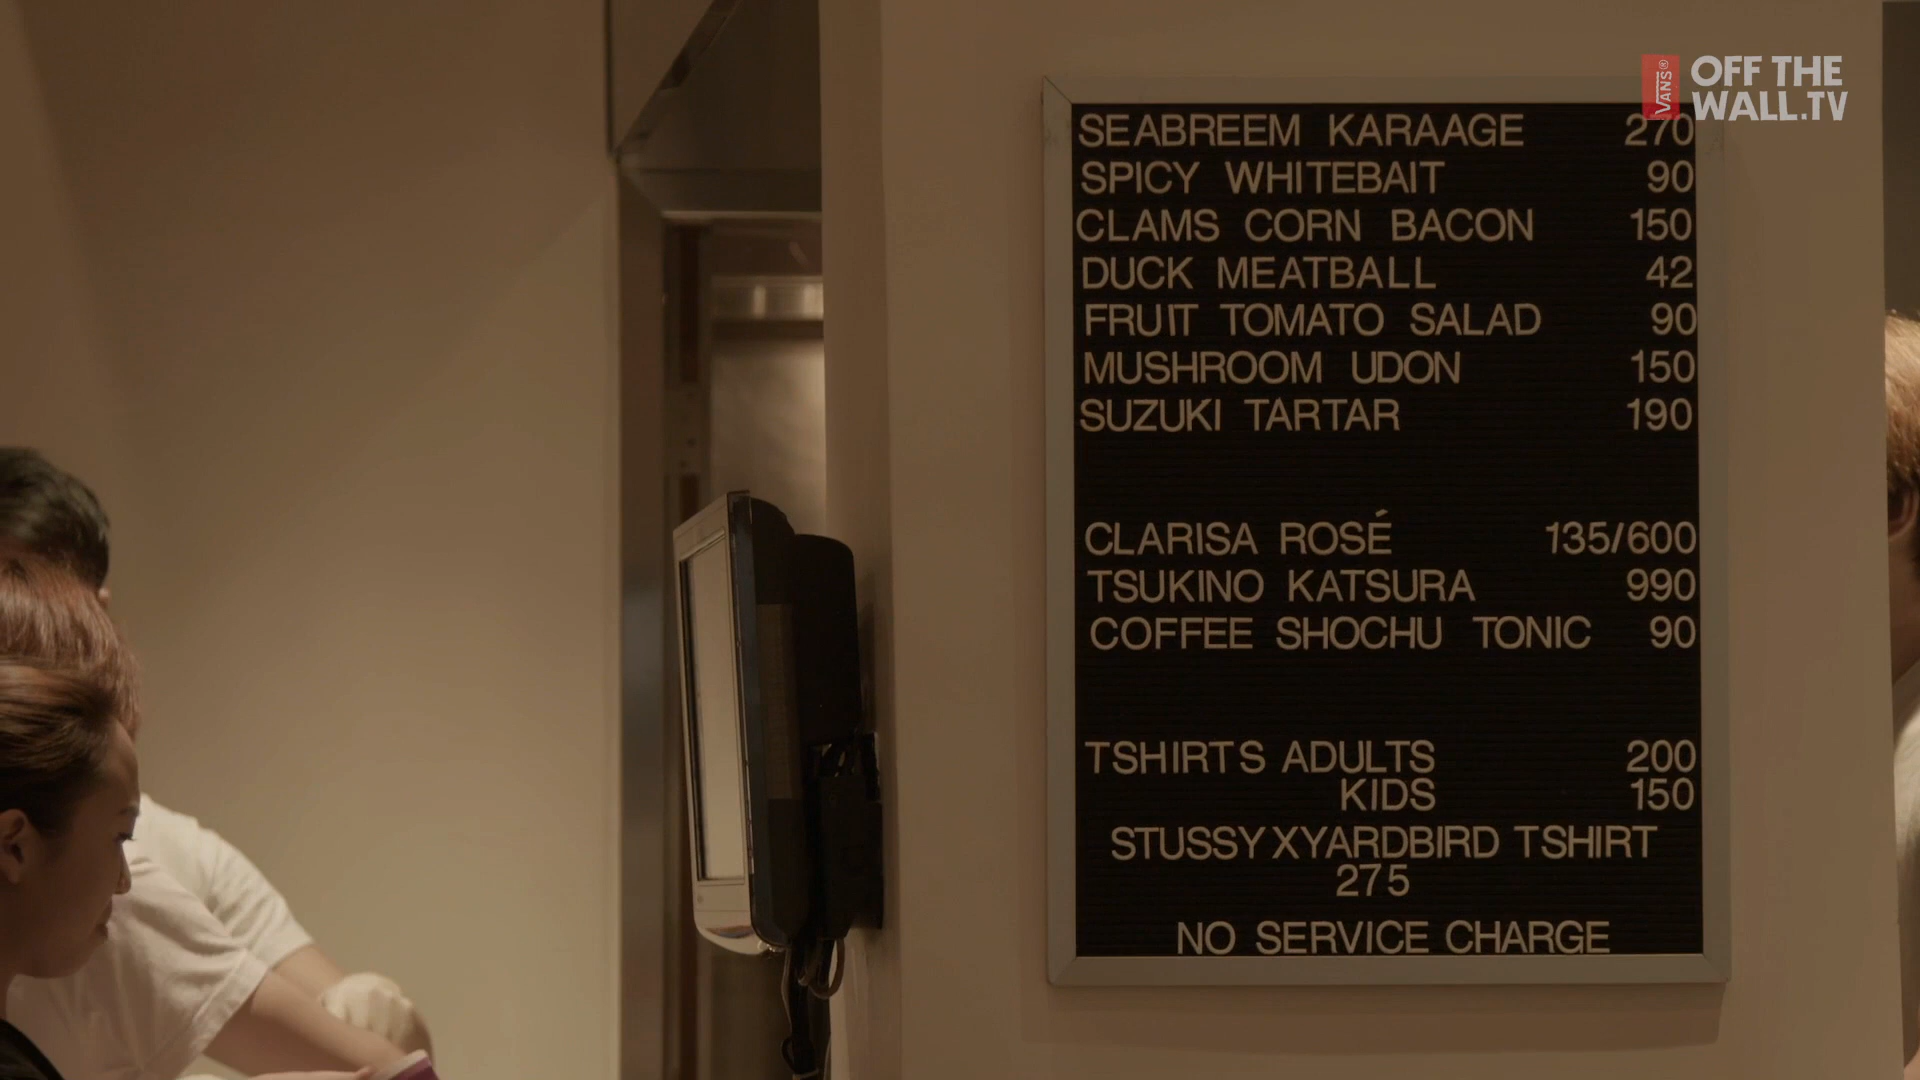 VANS® OFF THE
WALL.TV
SEABREEM KARAAGE 270
SPICY WHITEBAIT 90
CLAMS CORN BACON 150
DUCK MEATBALL 42
FRUIT TOMATO SALAD 90
MUSHROOM UDON 150
SUZUKI TARTAR 190
CLARISA ROSÉ 135/600
TSUKINO KATSURA 990
COFFEE SHOCHU TONIC 90
TSHIRTS ADULTS 200
KIDS 150
STUSSY X YARDBIRD TSHIRT
275
NO SERVICE CHARGE